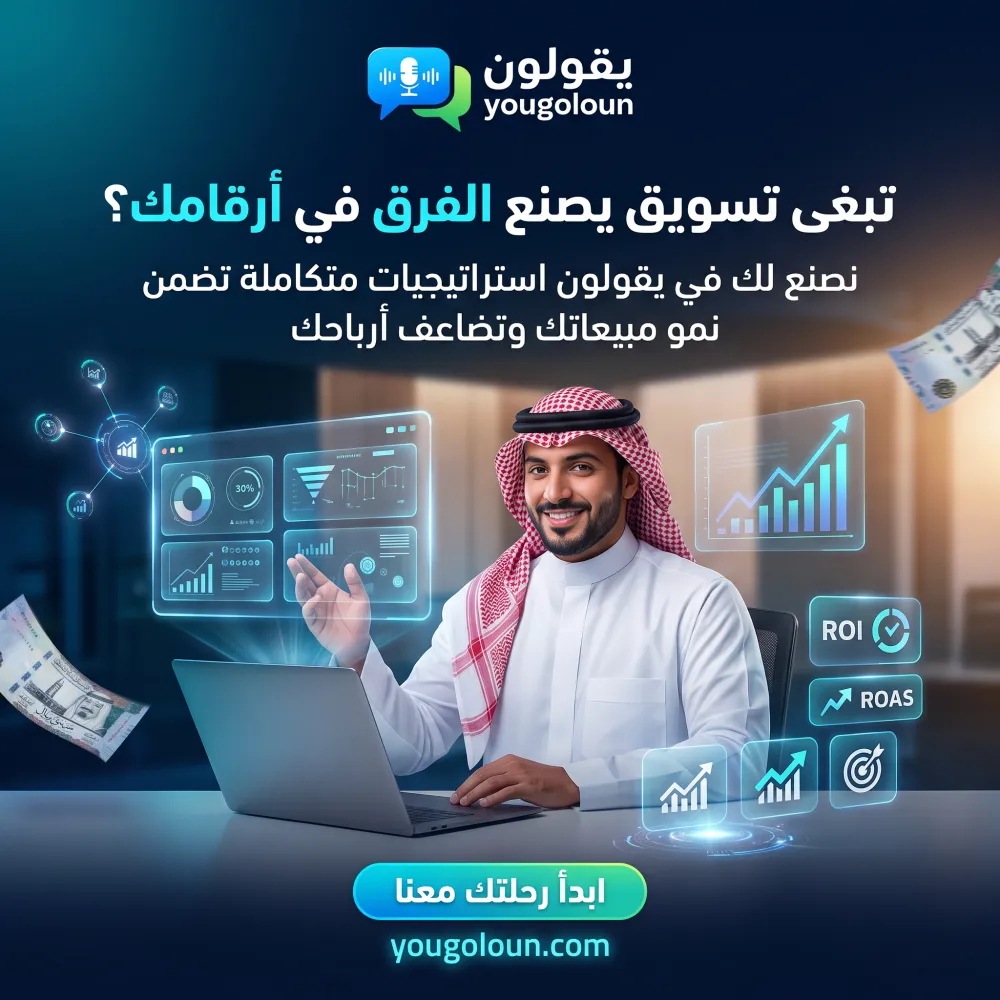 يقولون
yougoloun
تبغى تسويق يصنع الفرق في أرقامك؟
نصنع لك في يقولون استراتيجيات متكاملة تضمن
نمو مبيعاتك وتضاعف أرباحك
30%
ROI
ROAS
ابدأ رحلتك معنا
yougoloun.com